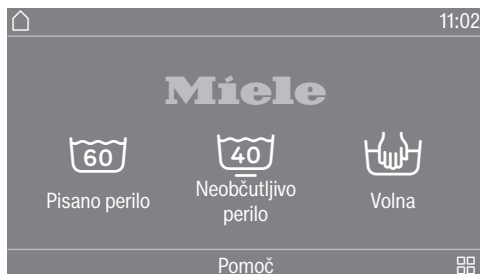 11:02
Miele
60
40
Pisano perilo
Neobčutljivo
perilo
Volna
Pomoč